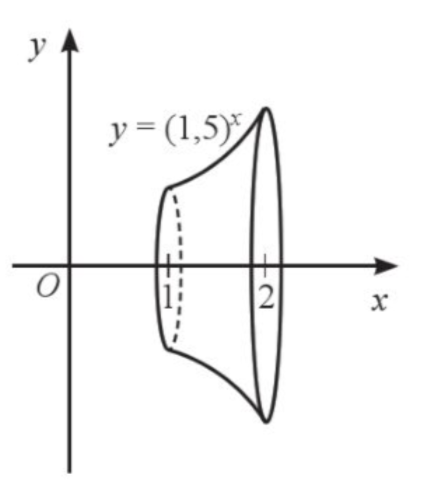 y
y = (1,5)ˣ
O
1
2
x